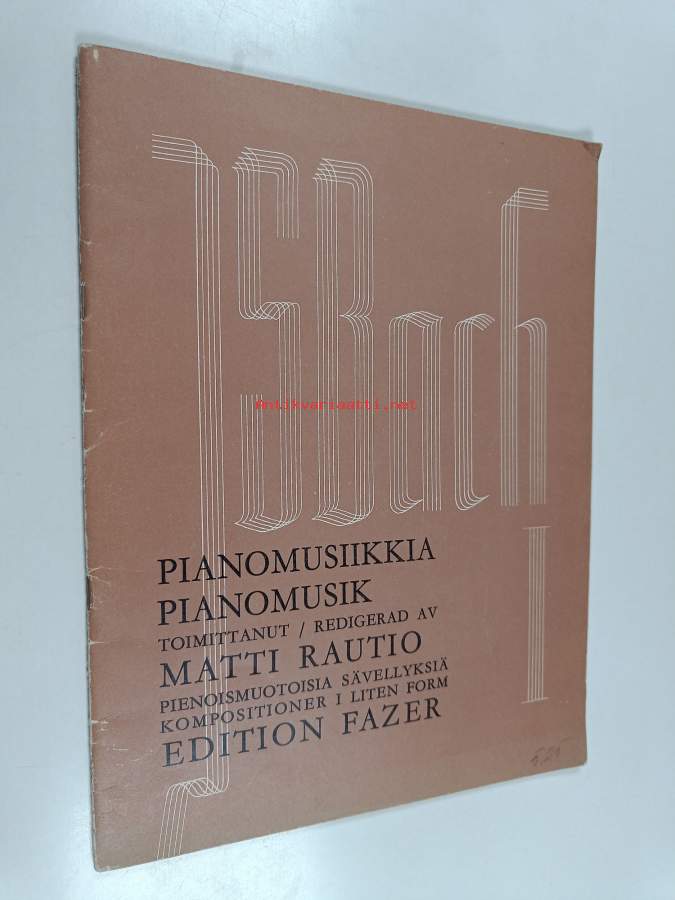 JSBach
Antikvariaatti.net
I
PIANOMUSIIKKIA
PIANOMUSIK
TOIMITTANUT / REDIGERAD AV
MATTI RAUTIO
PIENOISMUOTOISIA SÄVELLYKSIÄ
KOMPOSITIONER I LITEN FORM
EDITION FAZER